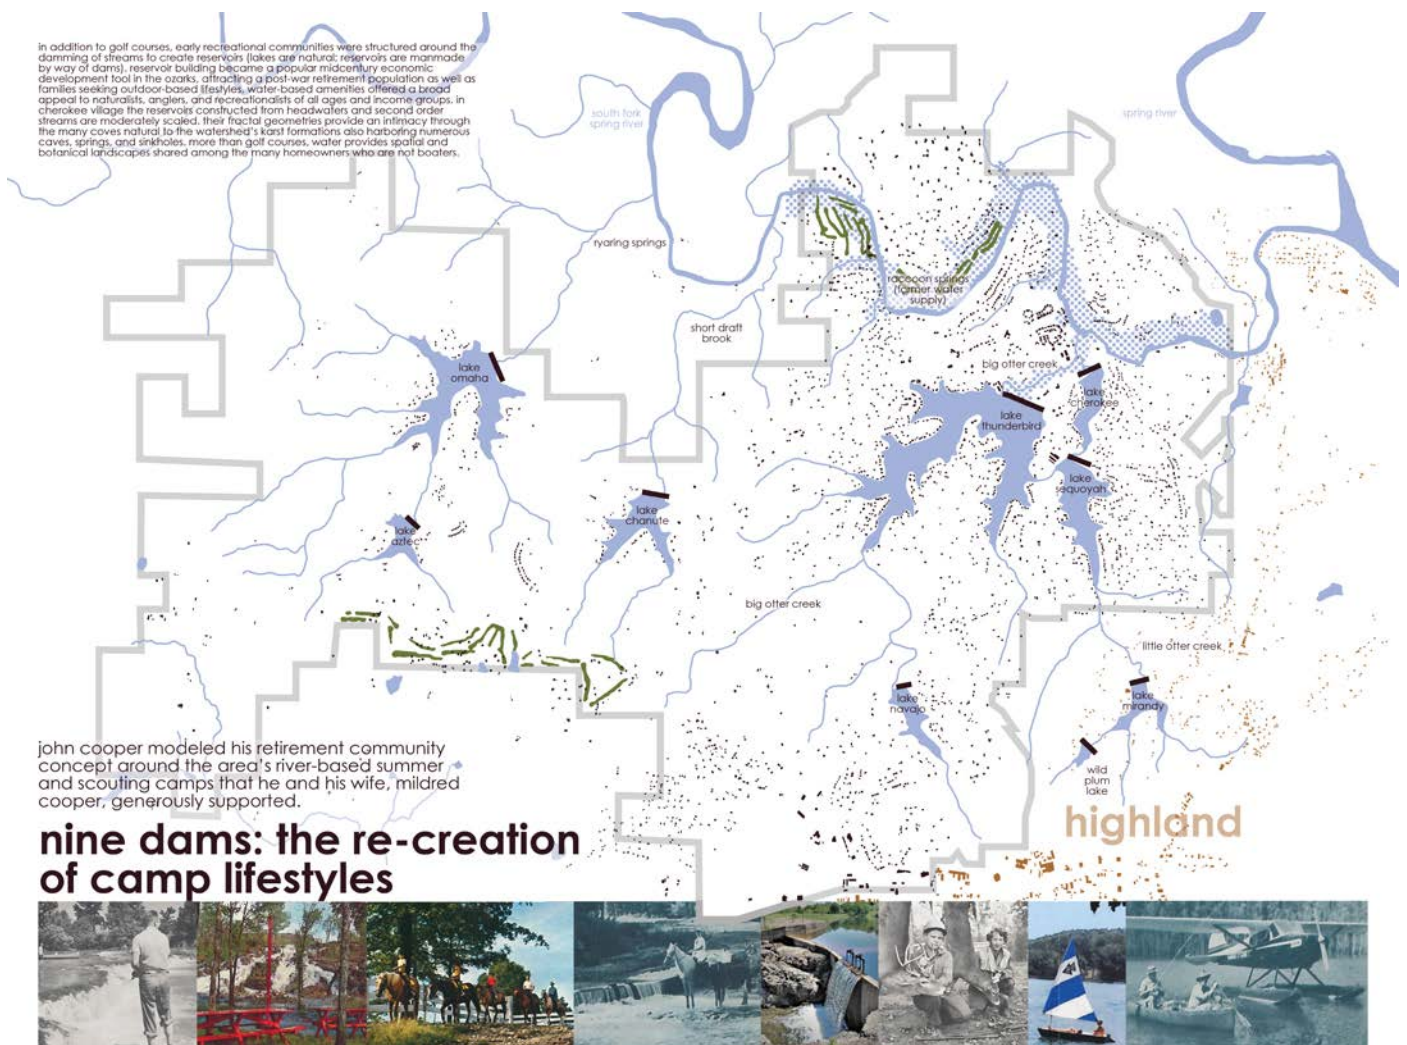 in addition to golf courses, early recreational communities were structured around the
damming of streams to create reservoirs (lakes are natural; reservoirs are manmade
by way of dams). reservoir building became a popular midcentury economic
development tool in the ozarks, attracting a post-war retirement population as well as
families seeking outdoor-based lifestyles. water-based amenities offered a broad
appeal to naturalists, anglers, and recreationalists of all ages and income groups. in
cherokee village the reservoirs constructed from headwaters and second order
streams are moderately scaled. their fractal geometries provide an intimacy through
the many coves natural to the watershed's karst formations also harboring numerous
caves, springs, and sinkholes. more than golf courses, water provides spatial and
botanical landscapes shared among the many homeowners who are not boaters.
south fork
spring river
spring river
ryaring springs
raccoon springs
(former water
supply)
short draft
brook
big otter creek
lake
omaha
lake
cherokee
lake
thunderbird
lake
sequoyah
lake
chanute
lake
aztec
big otter creek
little otter creek
lake
navajo
lake
mirandy
wild
plum
lake
highland
john cooper modeled his retirement community
concept around the area's river-based summer
and scouting camps that he and his wife, mildred
cooper, generously supported.
nine dams: the re-creation
of camp lifestyles